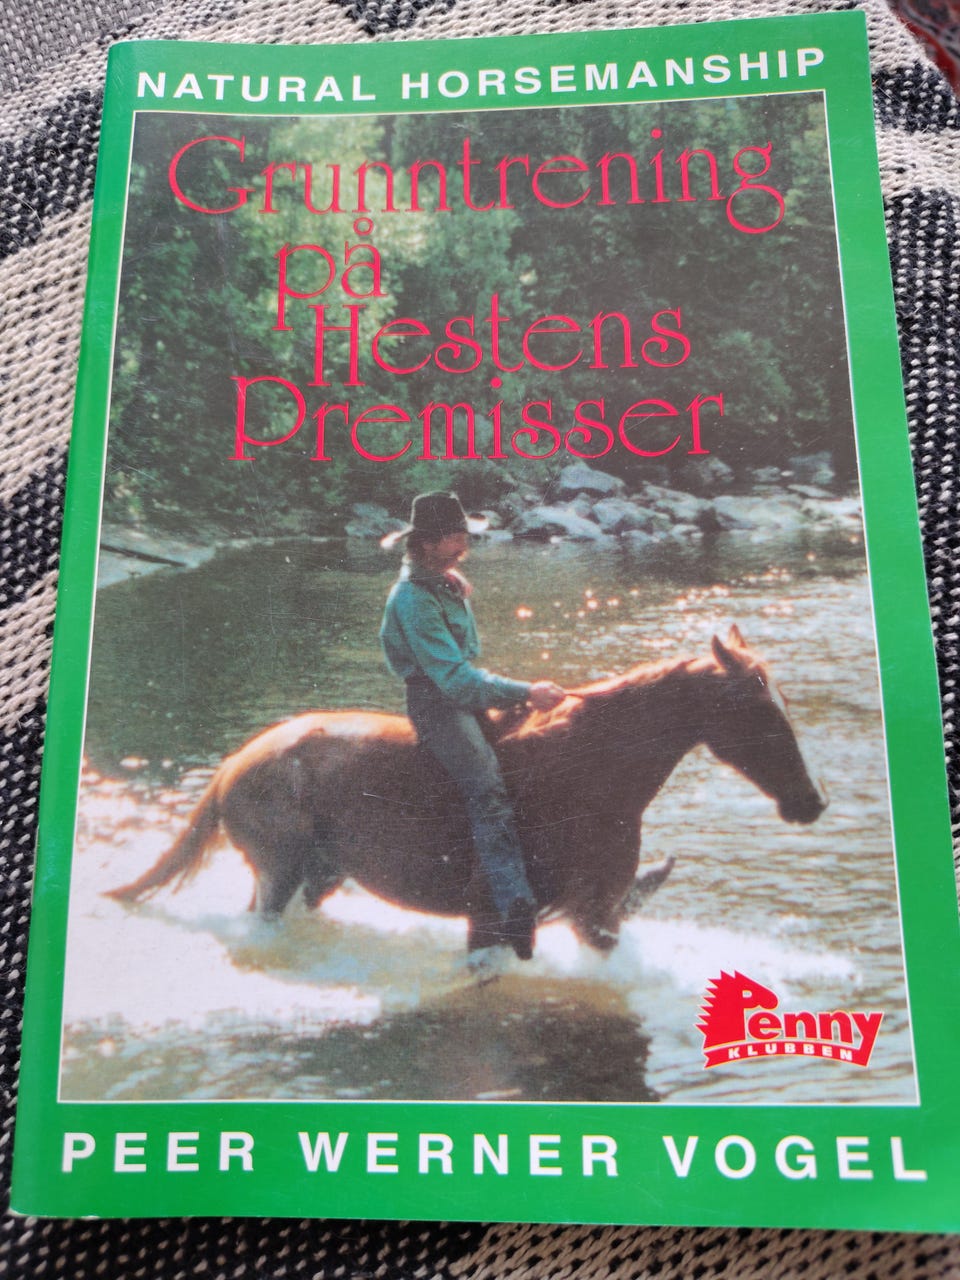 NATURAL HORSEMANSHIP
Grunntrening
på
Hestens
Premisser
Penny
KLUBBEN
PEER WERNER VOGEL